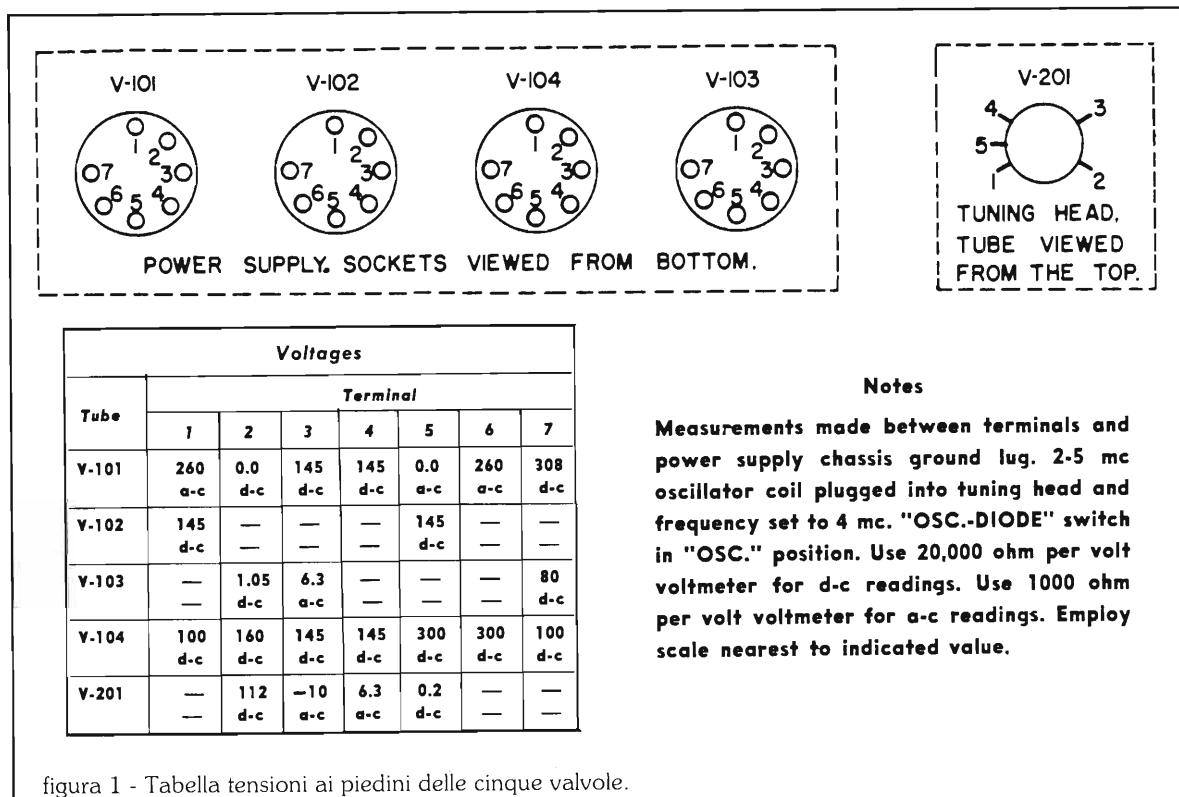 V-101 V-102 V-104 V-103
1 2 3 4 5 6 7
1 2 3 4 5 6 7
1 2 3 4 5 6 7
1 2 3 4 5 6 7
POWER SUPPLY. SOCKETS VIEWED FROM BOTTOM.
V-201
4 3
5
1 2
TUNING HEAD.
TUBE VIEWED
FROM THE TOP.
Voltages
Tube Terminal
1 2 3 4 5 6 7
V-101 260 0.0 145 145 0.0 260 308
a-c d-c d-c d-c a-c a-c d-c
V-102 145 — — — 145 — —
d-c — — — d-c — —
V-103 — 1.05 6.3 — — — 80
— d-c a-c — — — d-c
V-104 100 160 145 145 300 300 100
d-c d-c d-c d-c d-c d-c d-c
V-201 — 112 —10 6.3 0.2 — —
— d-c a-c a-c d-c — —
Notes
Measurements made between terminals and
power supply chassis ground lug. 2-5 mc
oscillator coil plugged into tuning head and
frequency set to 4 mc. "OSC.-DIODE" switch
in "OSC." position. Use 20,000 ohm per volt
voltmeter for d-c readings. Use 1000 ohm
per volt voltmeter for a-c readings. Employ
scale nearest to indicated value.
figura 1 - Tabella tensioni ai piedini delle cinque valvole.